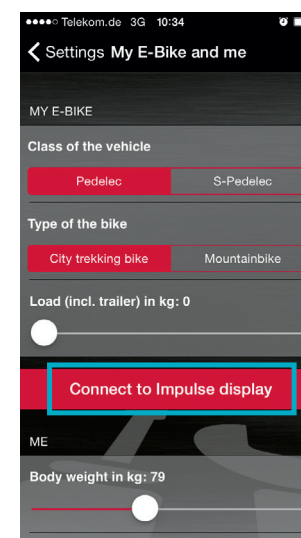 Telekom.de 3G 10:34
Settings My E-Bike and me
MY E-BIKE
Class of the vehicle
Pedelec S-Pedelec
Type of the bike
City trekking bike Mountainbike
Load (incl. trailer) in kg: 0
Connect to Impulse display
ME
Body weight in kg: 79